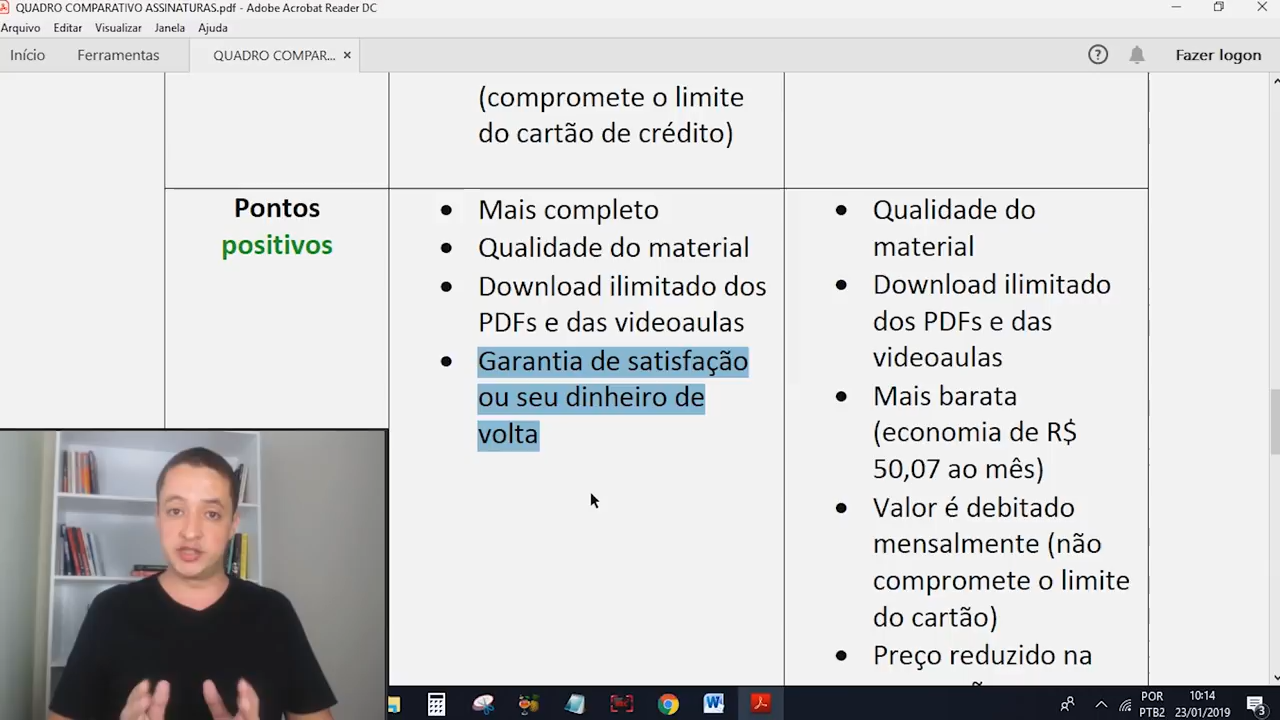 QUADRO COMPARATIVO ASSINATURAS.pdf - Adobe Acrobat Reader DC
Arquivo Editar Visualizar Janela Ajuda
Início Ferramentas QUADRO COMPAR... × Fazer logon
(compromete o limite
do cartão de crédito)
Pontos
positivos
• Mais completo
• Qualidade do material
• Download ilimitado dos
PDFs e das videoaulas
• Garantia de satisfação
ou seu dinheiro de
volta
• Qualidade do
material
• Download ilimitado
dos PDFs e das
videoaulas
• Mais barata
(economia de R$
50,07 ao mês)
• Valor é debitado
mensalmente (não
compromete o limite
do cartão)
• Preço reduzido na
POR 10:14
PTB2 23/01/2019 3